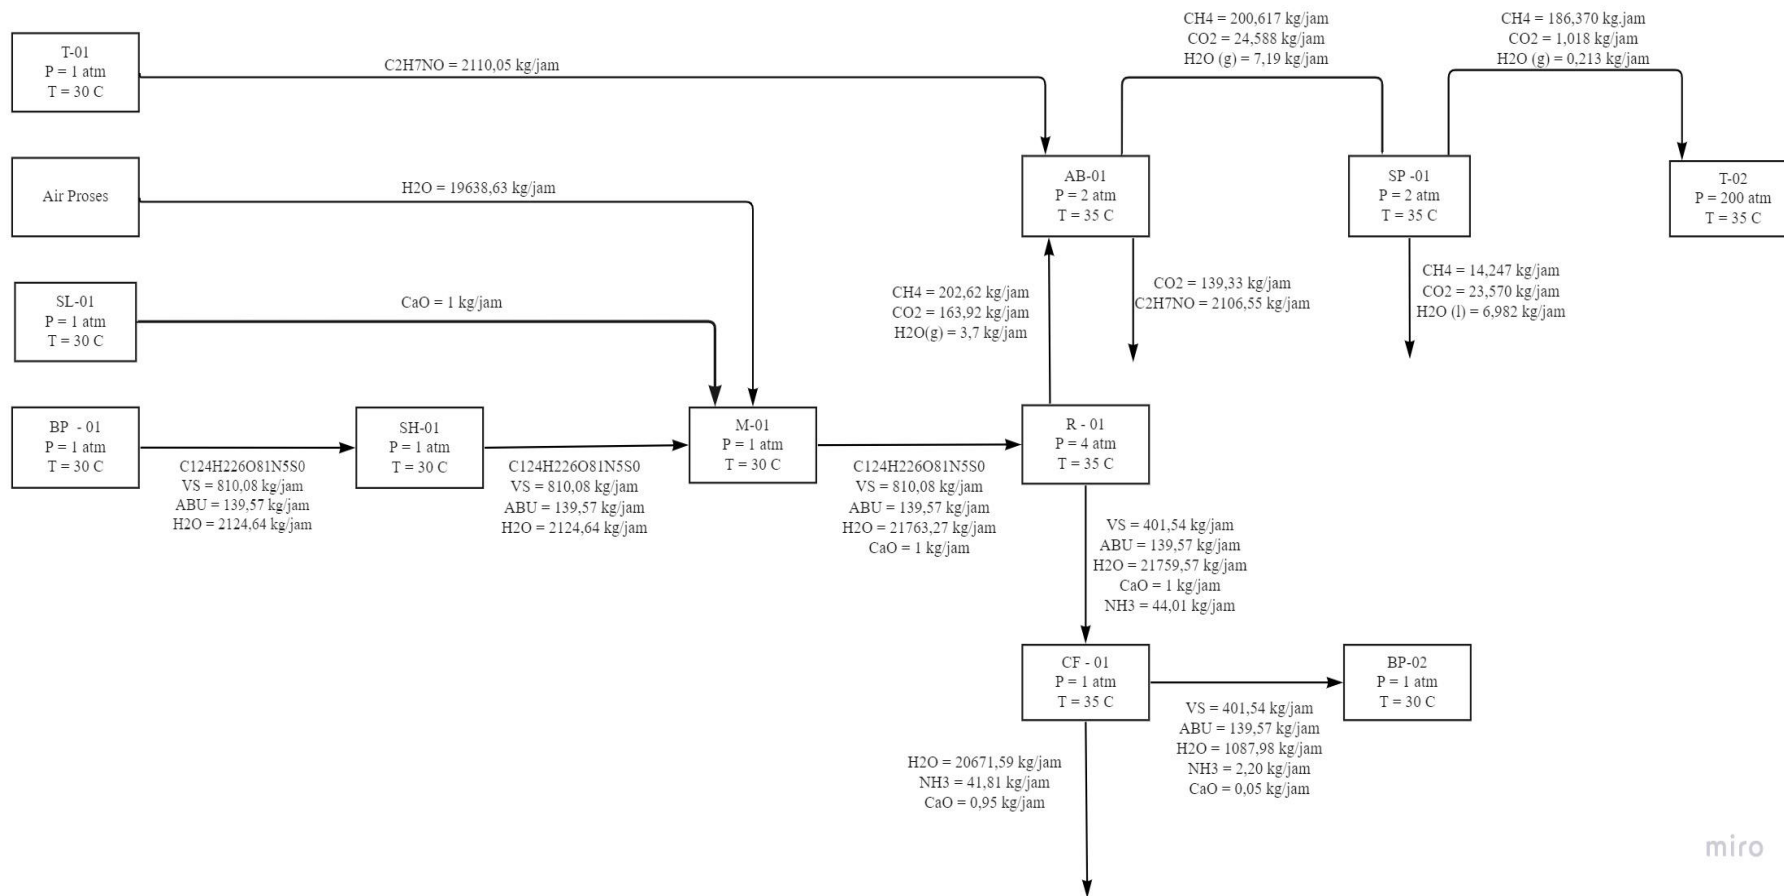 CH4 = 200,617 kg/jam
CO2 = 24,588 kg/jam
H2O (g) = 7,19 kg/jam
CH4 = 186,370 kg.jam
CO2 = 1,018 kg/jam
H2O (g) = 0,213 kg/jam
T-01
P = 1 atm
T = 30 C
C2H7NO = 2110,05 kg/jam
Air Proses
H2O = 19638,63 kg/jam
AB-01
P = 2 atm
T = 35 C
SP -01
P = 2 atm
T = 35 C
T-02
P = 200 atm
T = 35 C
SL-01
P = 1 atm
T = 30 C
CaO = 1 kg/jam
CH4 = 202,62 kg/jam
CO2 = 163,92 kg/jam
H2O(g) = 3,7 kg/jam
CO2 = 139,33 kg/jam
C2H7NO = 2106,55 kg/jam
CH4 = 14,247 kg/jam
CO2 = 23,570 kg/jam
H2O (l) = 6,982 kg/jam
BP - 01
P = 1 atm
T = 30 C
C124H226O81N5S0
VS = 810,08 kg/jam
ABU = 139,57 kg/jam
H2O = 2124,64 kg/jam
SH-01
P = 1 atm
T = 30 C
C124H226O81N5S0
VS = 810,08 kg/jam
ABU = 139,57 kg/jam
H2O = 2124,64 kg/jam
M-01
P = 1 atm
T = 30 C
C124H226O81N5S0
VS = 810,08 kg/jam
ABU = 139,57 kg/jam
H2O = 21763,27 kg/jam
CaO = 1 kg/jam
R - 01
P = 4 atm
T = 35 C
VS = 401,54 kg/jam
ABU = 139,57 kg/jam
H2O = 21759,57 kg/jam
CaO = 1 kg/jam
NH3 = 44,01 kg/jam
CF - 01
P = 1 atm
T = 35 C
BP-02
P = 1 atm
T = 30 C
VS = 401,54 kg/jam
ABU = 139,57 kg/jam
H2O = 1087,98 kg/jam
NH3 = 2,20 kg/jam
CaO = 0,05 kg/jam
H2O = 20671,59 kg/jam
NH3 = 41,81 kg/jam
CaO = 0,95 kg/jam
miro